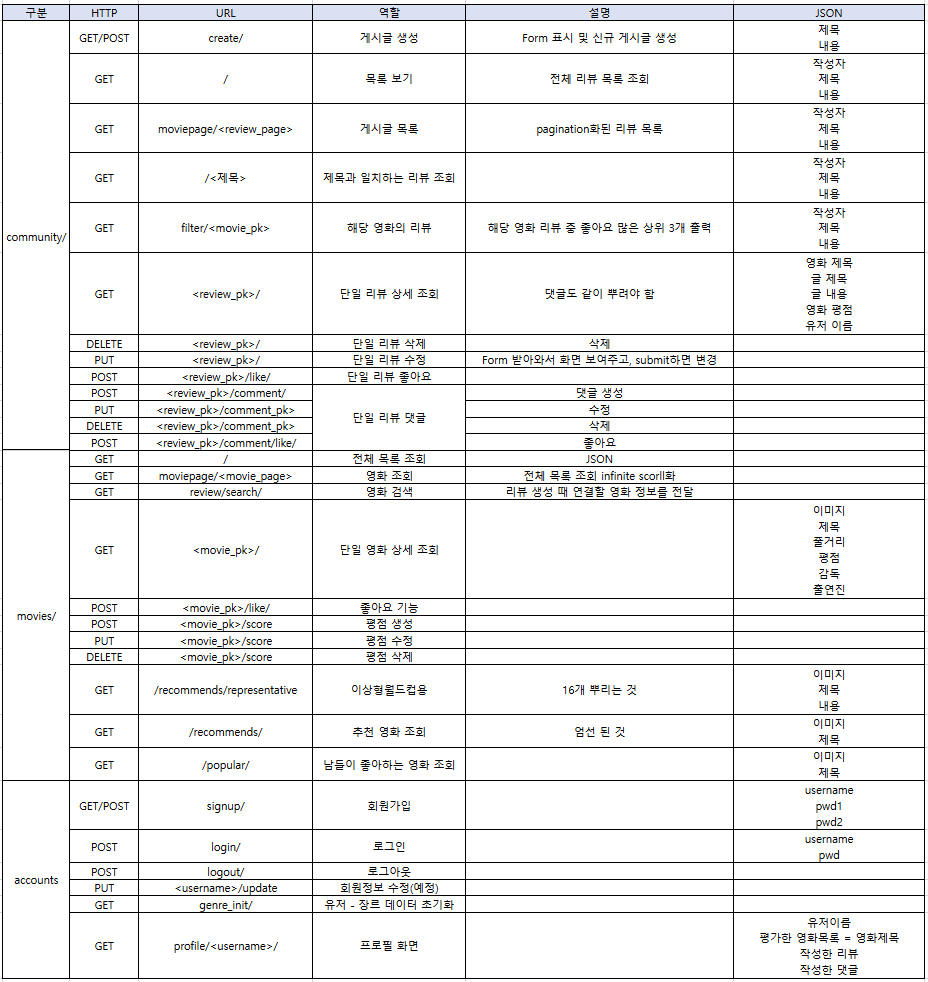 구분 HTTP URL 역할 설명 JSON
community/
GET/POST create/ 게시글 생성 Form 표시 및 신규 게시글 생성 제목
내용
GET / 목록 보기 전체 리뷰 목록 조회 작성자
제목
내용
GET moviepage/<review_page> 게시글 목록 pagination화된 리뷰 목록 작성자
제목
내용
GET /<제목> 제목과 일치하는 리뷰 조회 작성자
제목
내용
GET filter/<movie_pk> 해당 영화의 리뷰 해당 영화 리뷰 중 좋아요 많은 상위 3개 출력 작성자
제목
내용
GET <review_pk>/ 단일 리뷰 상세 조회 댓글도 같이 뿌려야 함 영화 제목
글 제목
글 내용
영화 평점
유저 이름
DELETE <review_pk>/ 단일 리뷰 삭제 삭제
PUT <review_pk>/ 단일 리뷰 수정 Form 받아와서 화면 보여주고, submit하면 변경
POST <review_pk>/like/ 단일 리뷰 좋아요
POST <review_pk>/comment/ 단일 리뷰 댓글 댓글 생성
PUT <review_pk>/comment_pk> 수정
DELETE <review_pk>/comment_pk> 삭제
POST <review_pk>/comment/like/ 좋아요
movies/
GET / 전체 목록 조회 JSON
GET moviepage/<movie_page> 영화 조회 전체 목록 조회 infinite scorll화
GET review/search/ 영화 검색 리뷰 생성 때 연결할 영화 정보를 전달
GET <movie_pk>/ 단일 영화 상세 조회 이미지
제목
줄거리
평점
감독
출연진
POST <movie_pk>/like/ 좋아요 기능
POST <movie_pk>/score 평점 생성
PUT <movie_pk>/score 평점 수정
DELETE <movie_pk>/score 평점 삭제
GET /recommends/representative 이상형월드컵용 16개 뿌리는 것 이미지
제목
내용
GET /recommends/ 추천 영화 조회 엄선 된 것 이미지
제목
GET /popular/ 남들이 좋아하는 영화 조회 이미지
제목
accounts
GET/POST signup/ 회원가입 username
pwd1
pwd2
POST login/ 로그인 username
pwd
POST logout/ 로그아웃
PUT <username>/update 회원정보 수정(예정)
GET genre_init/ 유저 - 장르 데이터 초기화
GET profile/<username>/ 프로필 화면 유저이름
평가한 영화목록 = 영화제목
작성한 리뷰
작성한 댓글